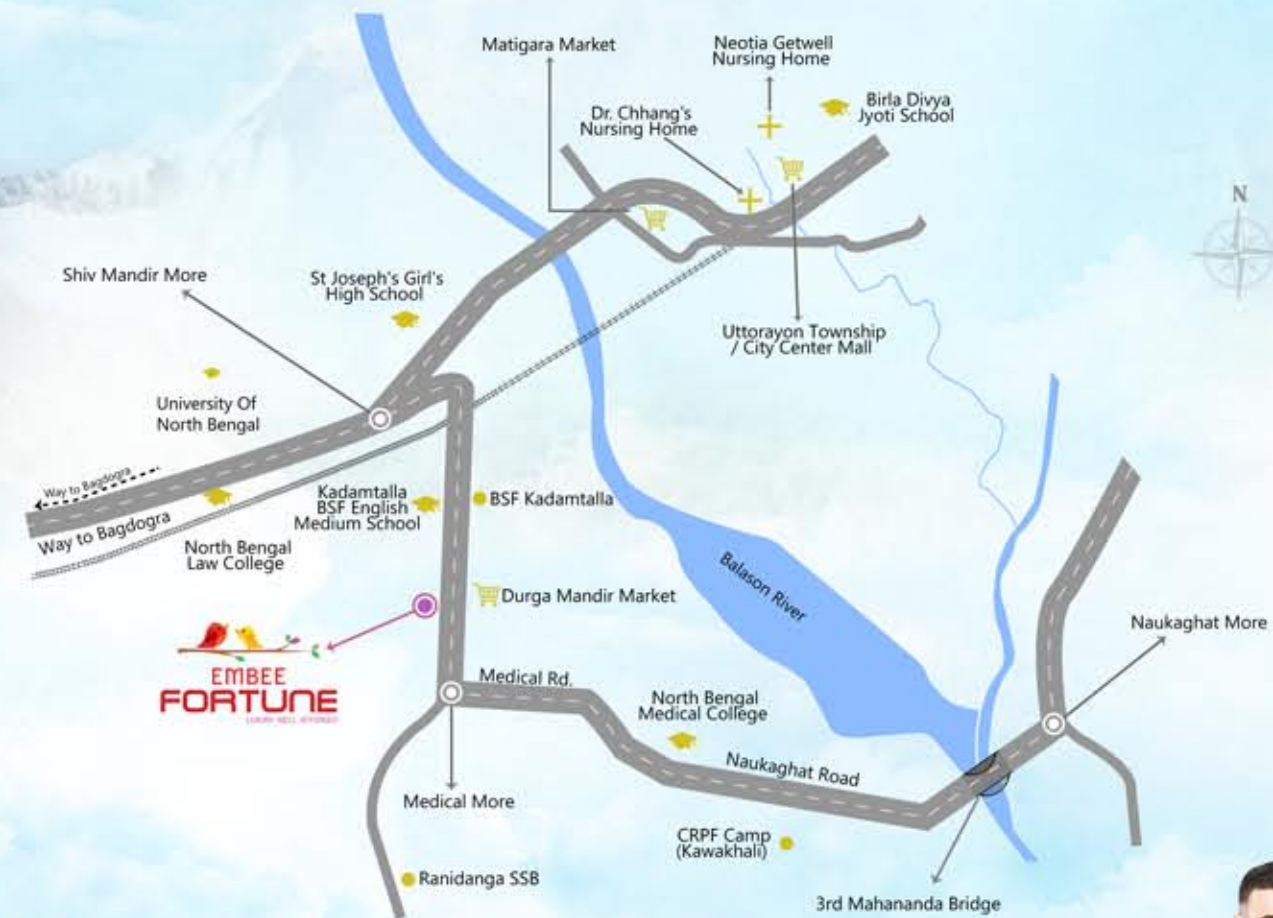 Matigara Market
Neotia Getwell
Nursing Home
Dr. Chhang's
Nursing Home
Birla Divya
Jyoti School
N
Shiv Mandir More
St Joseph's Girl's
High School
Uttorayon Township
/ City Center Mall
University Of
North Bengal
Way to Bagdogra
Way to Bagdogra
Kadamtalla
BSF English
Medium School
BSF Kadamtalla
North Bengal
Law College
Balason River
Durga Mandir Market
Naukaghat More
EMBEE
FORTUNE
Medical Rd.
North Bengal
Medical College
Naukaghat Road
Medical More
CRPF Camp
(Kawakhali)
Ranidanga SSB
3rd Mahananda Bridge